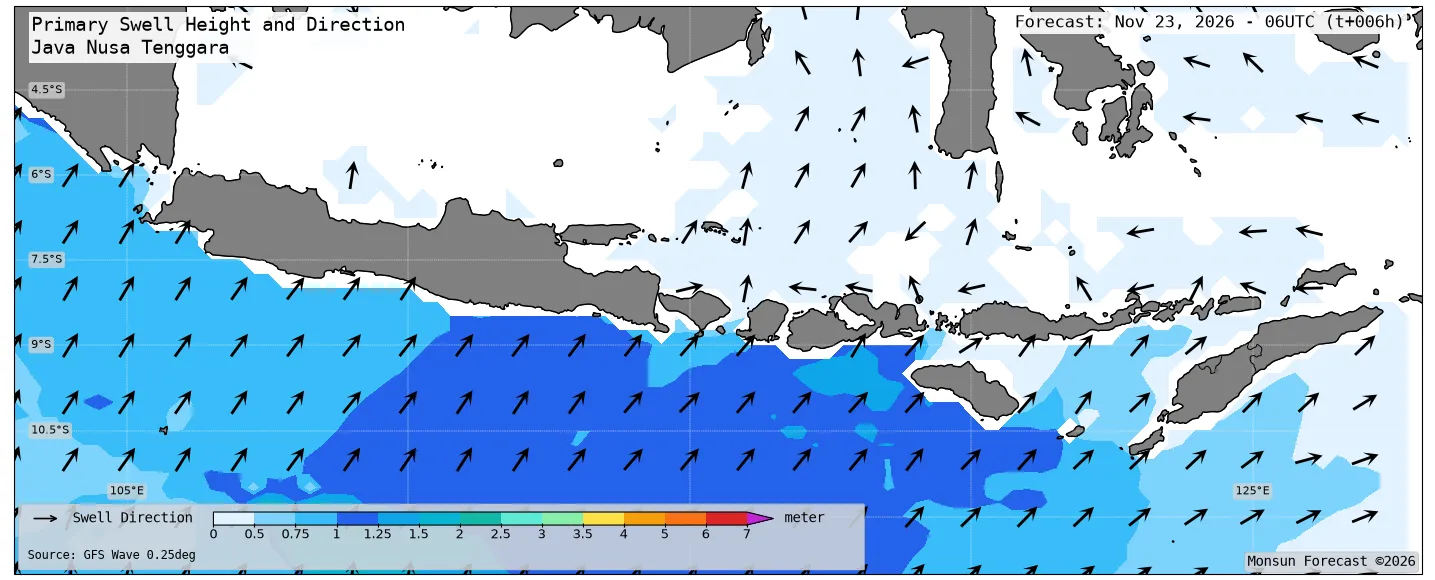 Primary Swell Height and Direction
Java Nusa Tenggara
Forecast: Nov 23, 2026 - 06UTC (t+006h)
4.5°S
6°S
7.5°S
9°S
10.5°S
105°E
125°E
Swell Direction
0 0.5 0.75 1 1.25 1.5 2 2.5 3 3.5 4 5 6 7
meter
Source: GFS Wave 0.25deg
Monsun Forecast ©2026